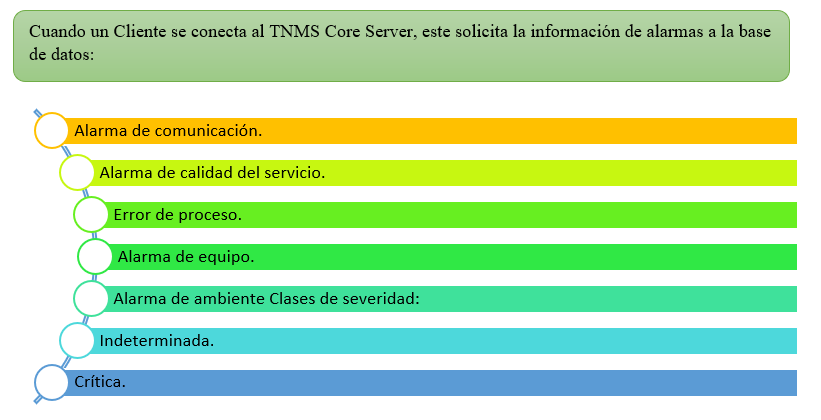 Cuando un Cliente se conecta al TNMS Core Server, este solicita la información de alarmas a la base
de datos:
Alarma de comunicación.
Alarma de calidad del servicio.
Error de proceso.
Alarma de equipo.
Alarma de ambiente Clases de severidad:
Indeterminada.
Crítica.